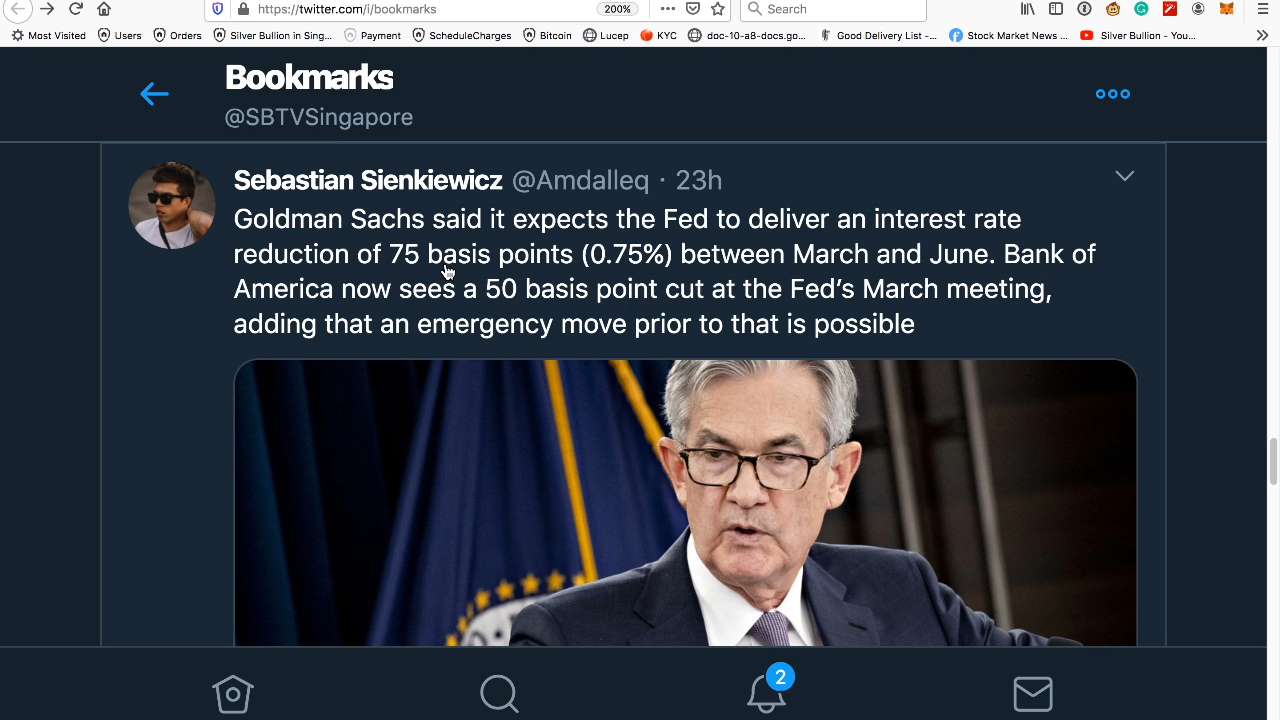 https://twitter.com/i/bookmarks
200%
Search
Most Visited
Users
Orders
Silver Bullion in Sing...
Payment
ScheduleCharges
Bitcoin
Lucep
KYC
doc-10-a8-docs.go...
Good Delivery List -...
Stock Market News ...
Silver Bullion - You...
Bookmarks
@SBTVSingapore
Sebastian Sienkiewicz @Amdalleq · 23h
Goldman Sachs said it expects the Fed to deliver an interest rate
reduction of 75 basis points (0.75%) between March and June. Bank of
America now sees a 50 basis point cut at the Fed’s March meeting,
adding that an emergency move prior to that is possible
2